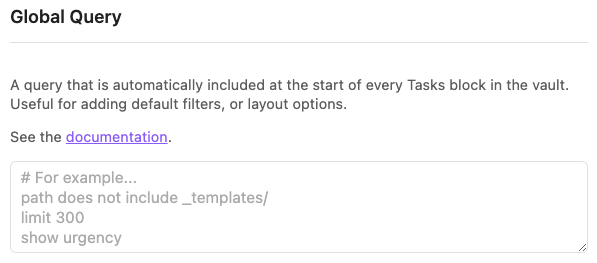 Global Query
A query that is automatically included at the start of every Tasks block in the vault.
Useful for adding default filters, or layout options.
See the documentation.
# For example...
path does not include _templates/
limit 300
show urgency